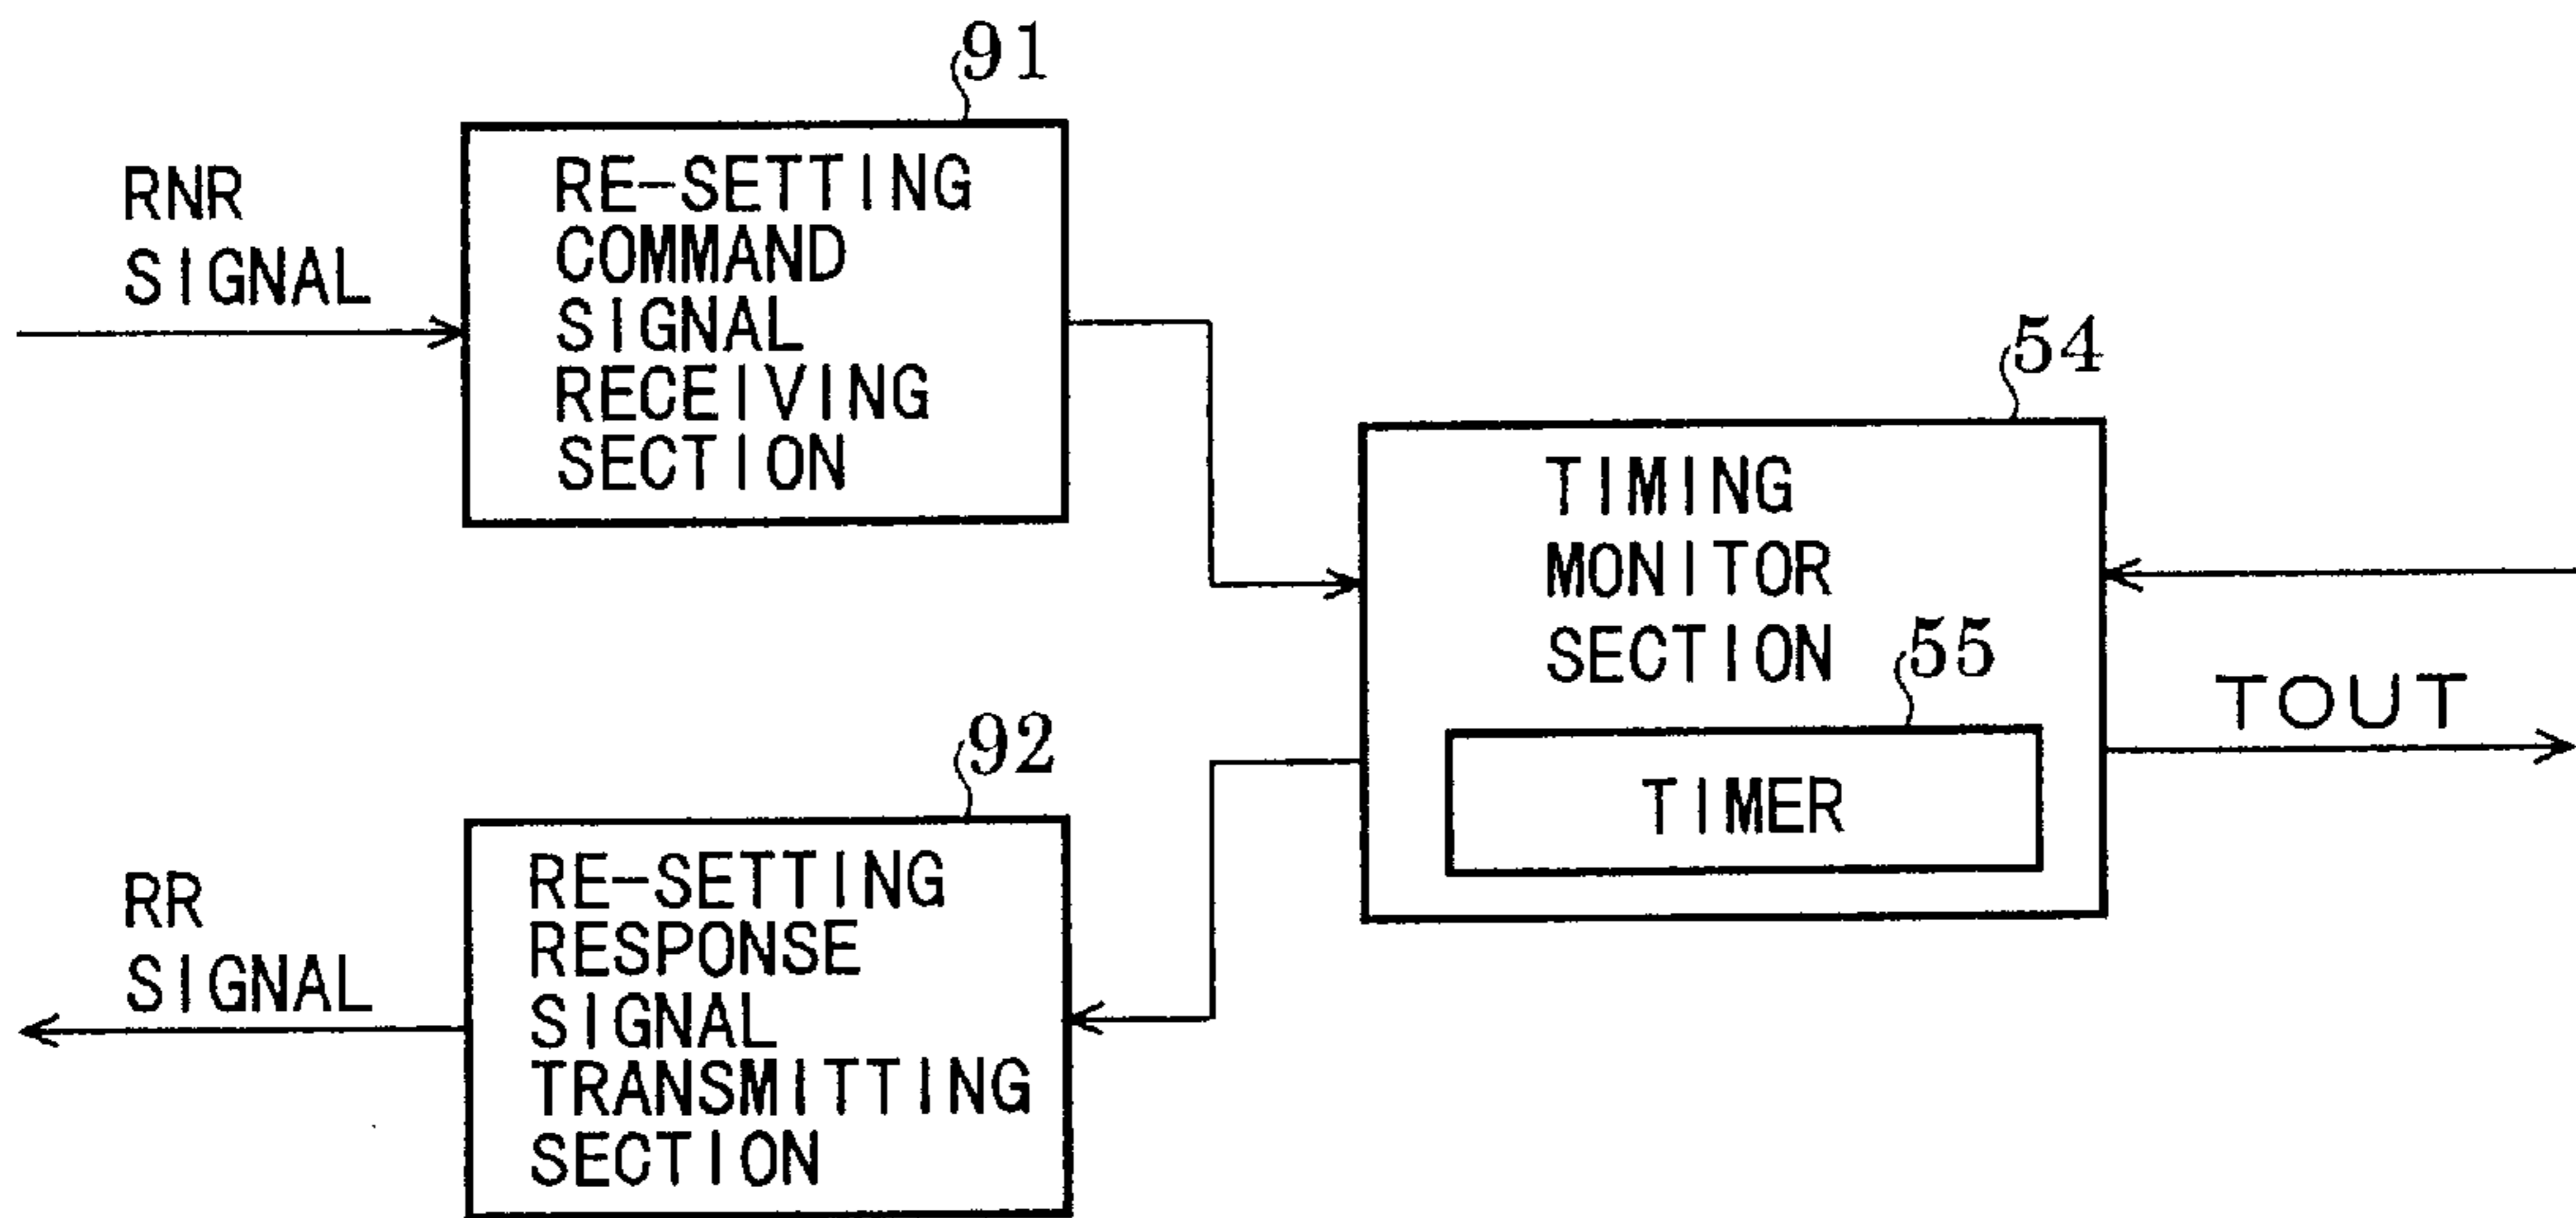 91
RNR
SIGNAL
RE-SETTING
COMMAND
SIGNAL
RECEIVING
SECTION
54
TIMING
MONITOR
SECTION
55
TIMER
TOUT
92
RR
SIGNAL
RE-SETTING
RESPONSE
SIGNAL
TRANSMITTING
SECTION